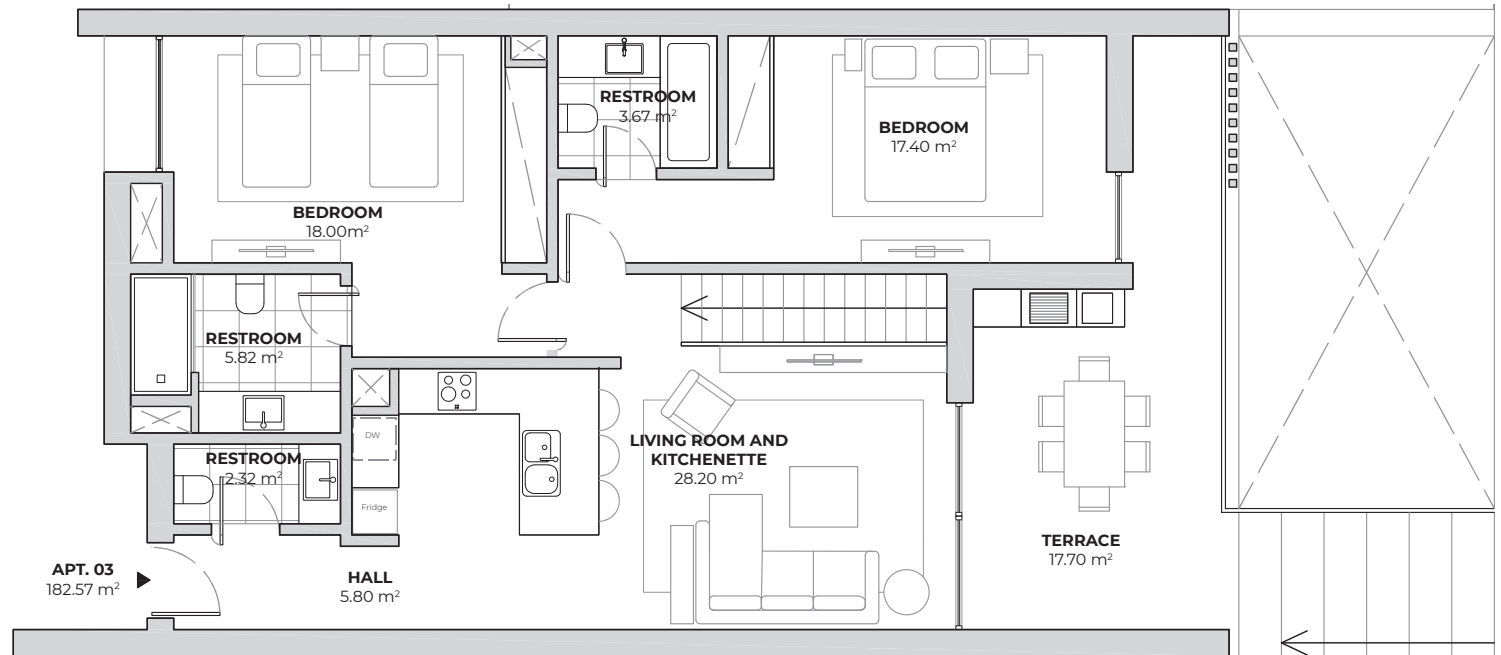 RESTROOM
3.67 m²
BEDROOM
17.40 m²
BEDROOM
18.00m²
RESTROOM
5.82 m²
DW
LIVING ROOM AND
KITCHENETTE
28.20 m²
RESTROOM
2.32 m²
Fridge
TERRACE
17.70 m²
APT. 03
182.57 m²
HALL
5.80 m²